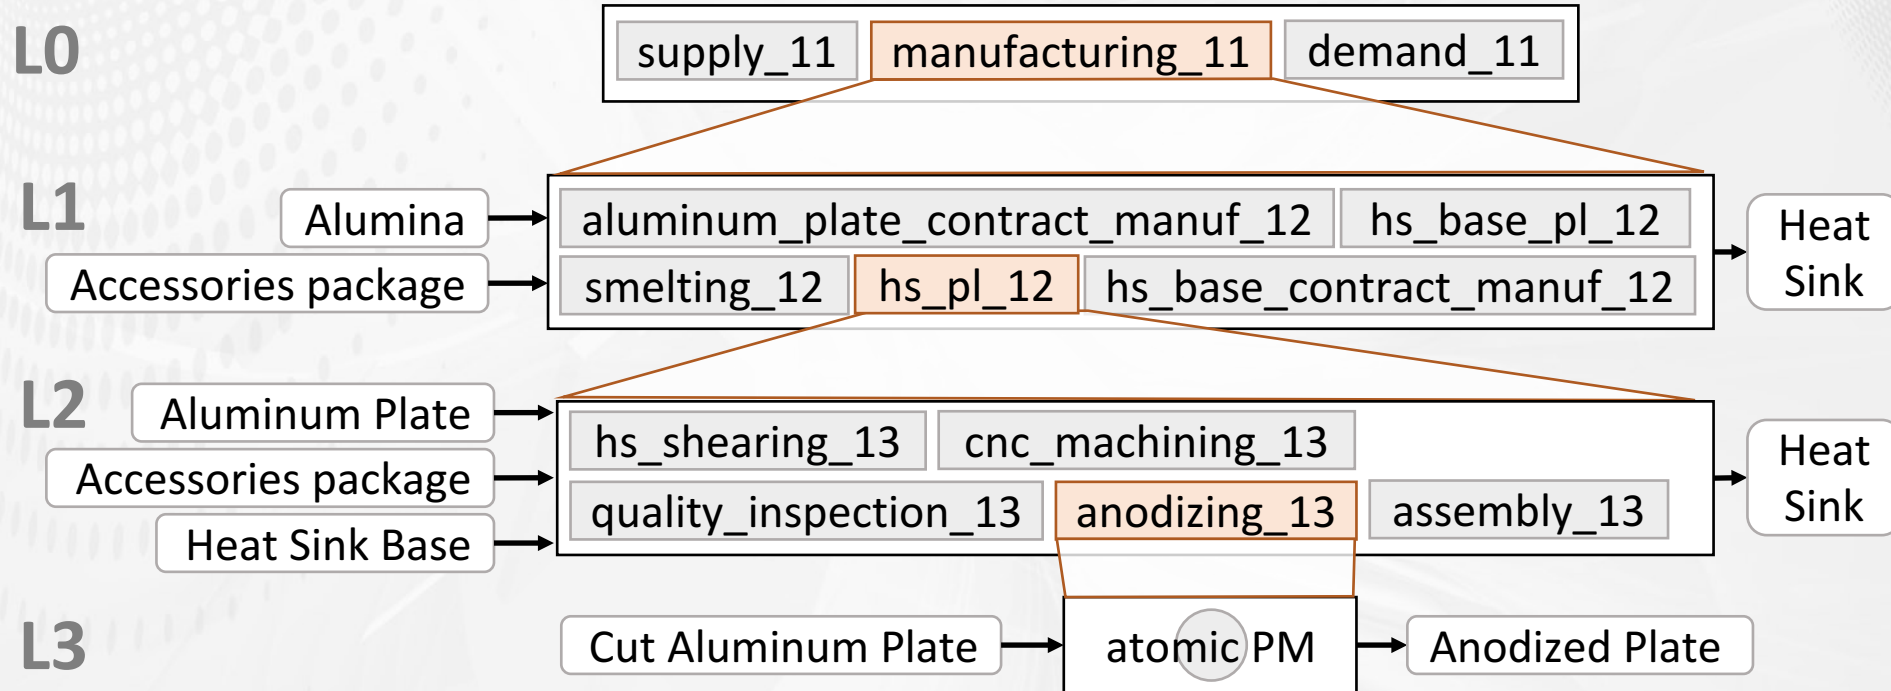 L0
supply_11 manufacturing_11 demand_11
L1
Alumina
Accessories package
aluminum_plate_contract_manuf_12 hs_base_pl_12
smelting_12 hs_pl_12 hs_base_contract_manuf_12
Heat
Sink
L2
Aluminum Plate
Accessories package
Heat Sink Base
hs_shearing_13 cnc_machining_13
quality_inspection_13 anodizing_13 assembly_13
Heat
Sink
L3
Cut Aluminum Plate
atomic PM
Anodized Plate